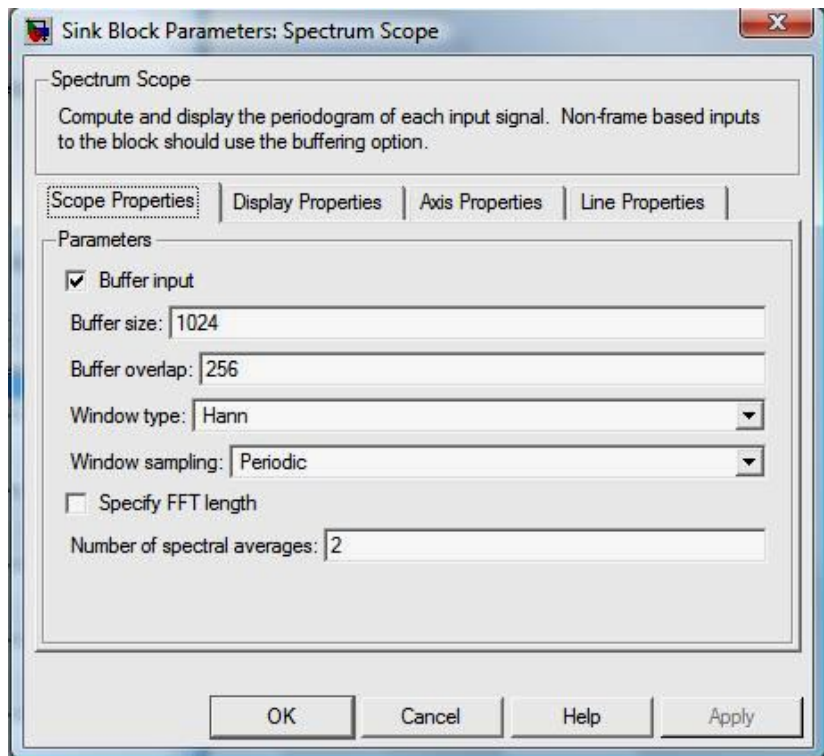 Sink Block Parameters: Spectrum Scope
Spectrum Scope
Compute and display the periodogram of each input signal. Non-frame based inputs
to the block should use the buffering option.
Scope Properties Display Properties Axis Properties Line Properties
Parameters
Buffer input
Buffer size: 1024
Buffer overlap: 256
Window type: Hann
Window sampling: Periodic
Specify FFT length
Number of spectral averages: 2
OK Cancel Help Apply